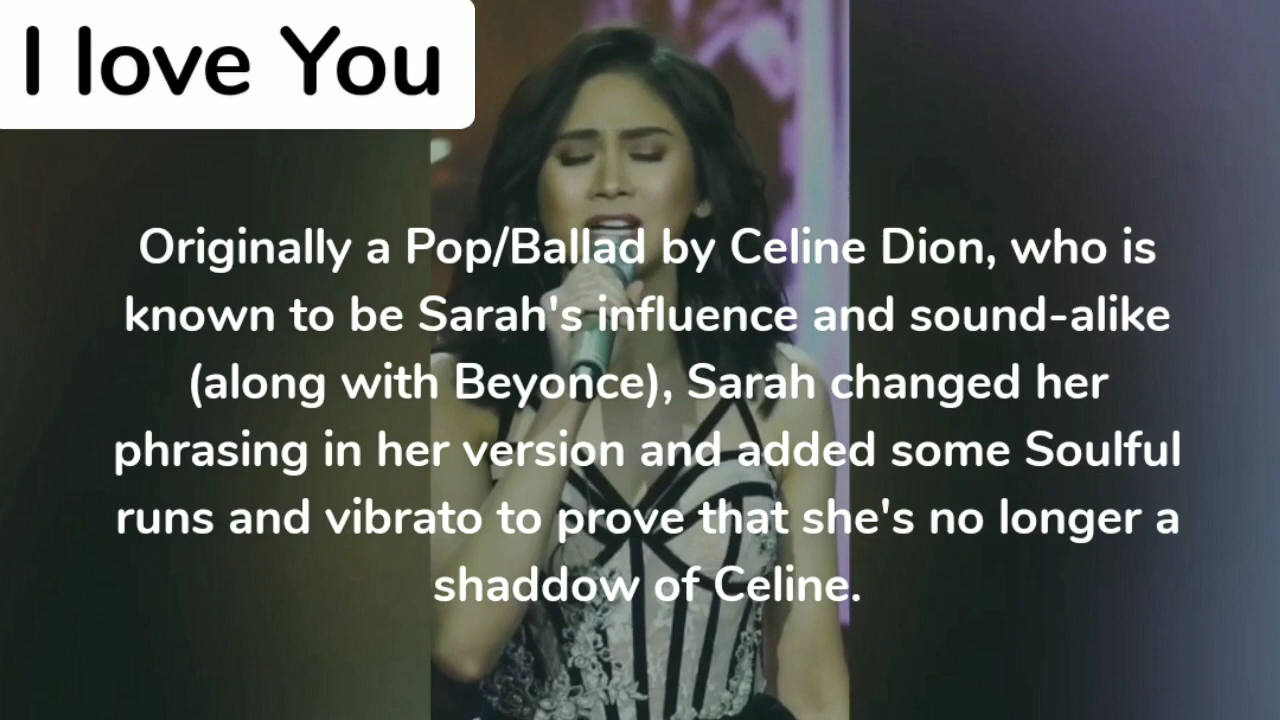 I love You
Originally a Pop/Ballad by Celine Dion, who is
known to be Sarah's influence and sound-alike
(along with Beyonce), Sarah changed her
phrasing in her version and added some Soulful
runs and vibrato to prove that she's no longer a
shaddow of Celine.